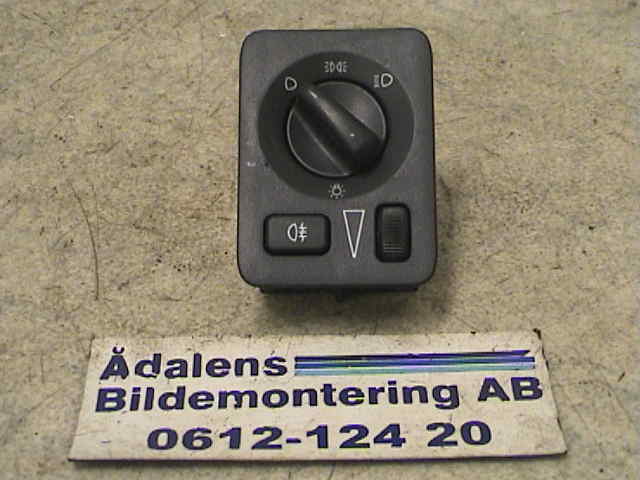 Ådalens
Bildemontering AB
0612-124 20